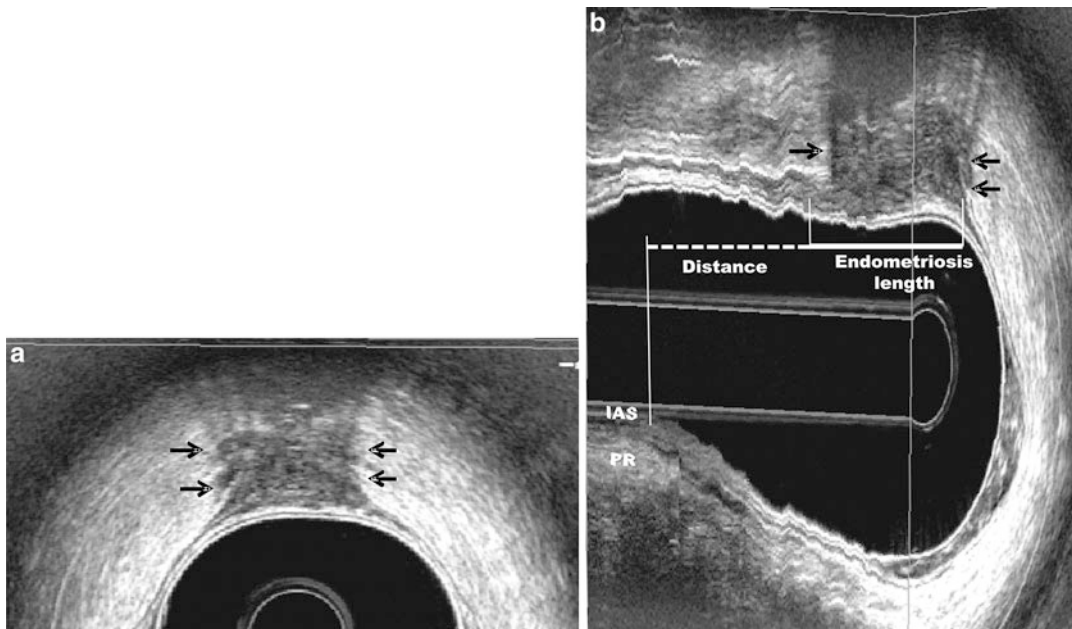 a
b
Distance
Endometriosis
length
IAS
PR